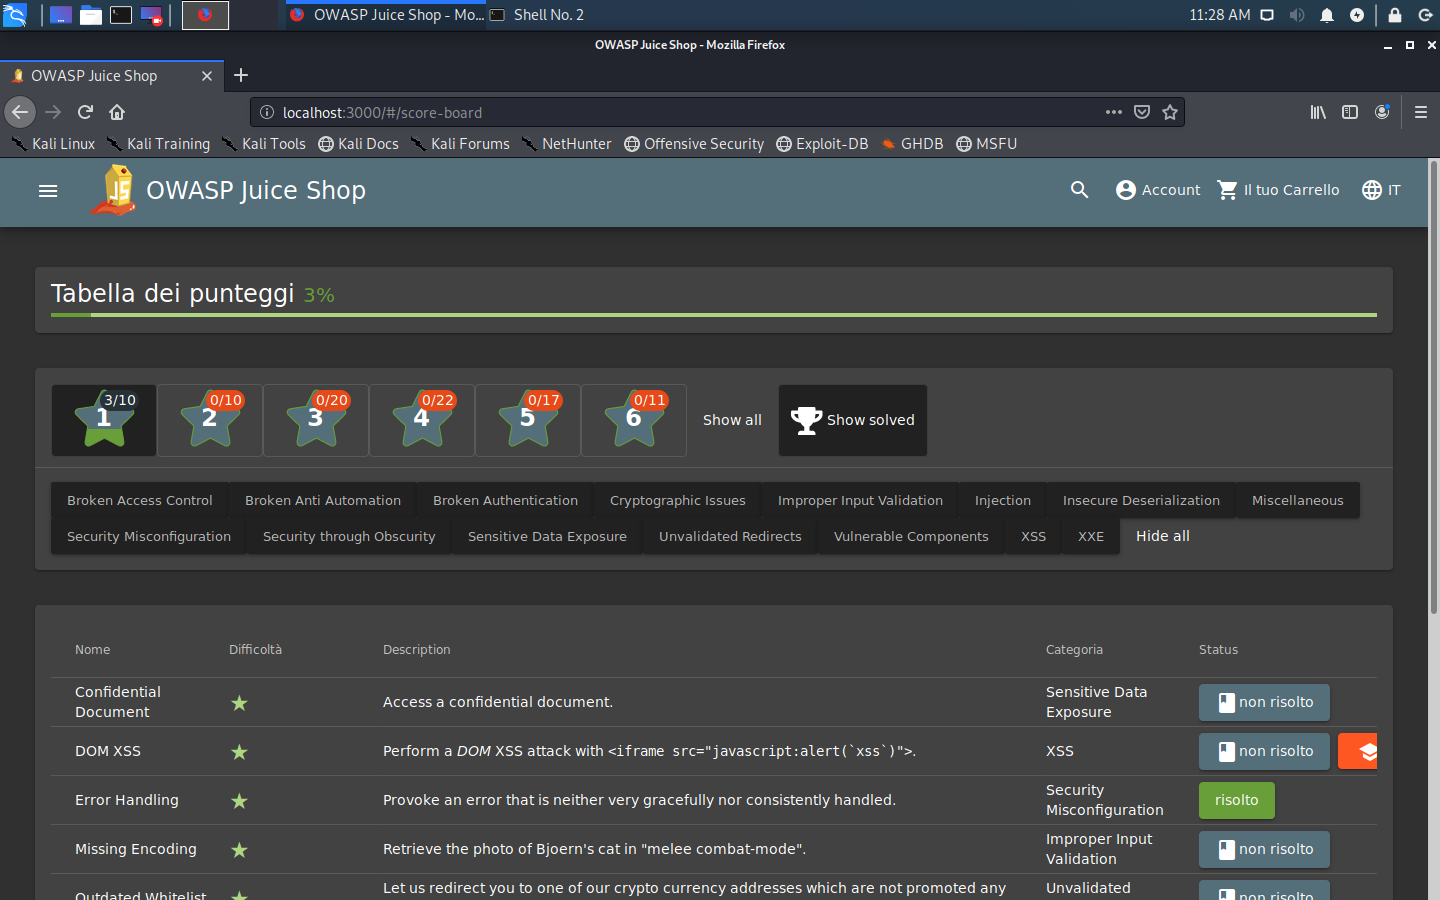 OWASP Juice Shop - Mo... Shell No. 2 11:28 AM
OWASP Juice Shop - Mozilla Firefox
OWASP Juice Shop
localhost:3000/#/score-board
Kali Linux Kali Training Kali Tools Kali Docs Kali Forums NetHunter Offensive Security Exploit-DB GHDB MSFU
JS OWASP Juice Shop Account Il tuo Carrello IT
Tabella dei punteggi 3%
3/10 0/10 0/20 0/22 0/17 0/11
1 2 3 4 5 6 Show all Show solved
Broken Access Control Broken Anti Automation Broken Authentication Cryptographic Issues Improper Input Validation Injection Insecure Deserialization Miscellaneous
Security Misconfiguration Security through Obscurity Sensitive Data Exposure Unvalidated Redirects Vulnerable Components XSS XXE Hide all
Nome Difficoltà Description Categoria Status
Confidential Document Access a confidential document. Sensitive Data Exposure non risolto
DOM XSS Perform a DOM XSS attack with <iframe src="javascript:alert(`xss`)">. XSS non risolto
Error Handling Provoke an error that is neither very gracefully nor consistently handled. Security Misconfiguration risolto
Missing Encoding Retrieve the photo of Bjoern's cat in "melee combat-mode". Improper Input Validation non risolto
Outdated Whitelist Let us redirect you to one of our crypto currency addresses which are not promoted any Unvalidated non risolto